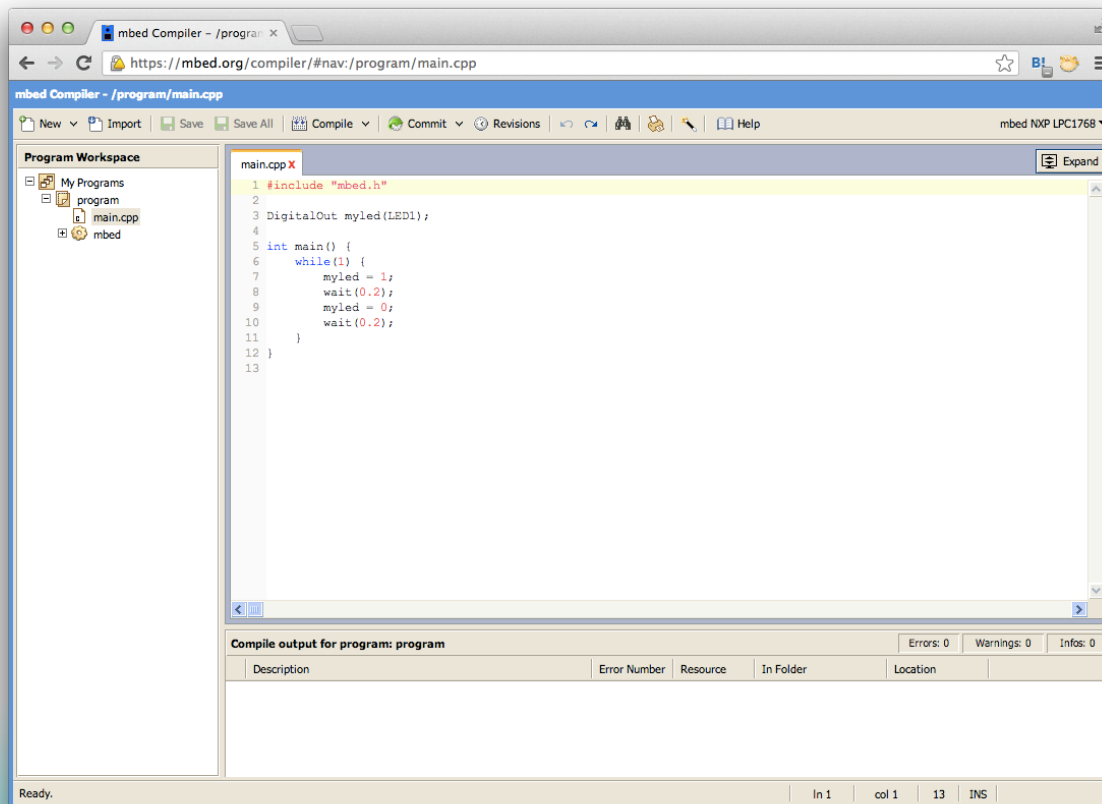 mbed Compiler - /progran
https://mbed.org/compiler/#nav:/program/main.cpp
B!
mbed Compiler - /program/main.cpp
New Import Save Save All Compile Commit Revisions Help mbed NXP LPC1768
Program Workspace
My Programs
program
main.cpp
mbed
main.cpp x
Expand
1 #include "mbed.h"
2
3 DigitalOut myled(LED1);
4
5 int main() {
6     while(1) {
7         myled = 1;
8         wait(0.2);
9         myled = 0;
10         wait(0.2);
11     }
12 }
13
Compile output for program: program Errors: 0 Warnings: 0 Infos: 0
Description Error Number Resource In Folder Location
Ready. ln 1 col 1 13 INS